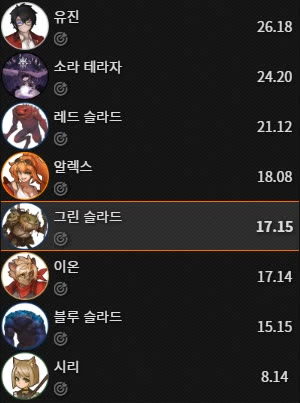 유진
26.18
소라 테라자
24.20
레드 슬라드
21.12
알렉스
18.08
그린 슬라드
17.15
이온
17.14
블루 슬라드
15.15
시리
8.14